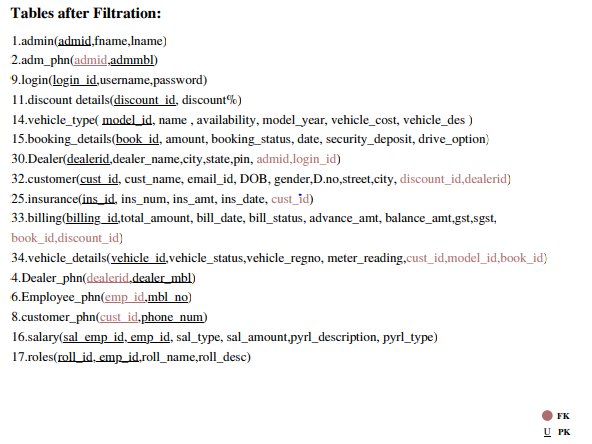 Tables after Filtration:
1.admin(admid,fname,lname)
2.adm_phn(admid,admmbl)
9.login(login_id,username,password)
11.discount details(discount_id, discount%)
14.vehicle_type( model_id, name , availability, model_year, vehicle_cost, vehicle_des )
15.booking_details(book_id, amount, booking_status, date, security_deposit, drive_option)
30.Dealer(dealerid,dealer_name,city,state,pin, admid,login_id)
32.customer(cust_id, cust_name, email_id, DOB, gender,D.no,street,city, discount_id,dealerid)
25.insurance(ins_id, ins_num, ins_amt, ins_date, cust_id)
33.billing(billing_id,total_amount, bill_date, bill_status, advance_amt, balance_amt,gst,sgst,
book_id,discount_id)
34.vehicle_details(vehicle_id,vehicle_status,vehicle_regno, meter_reading,cust_id,model_id,book_id)
4.Dealer_phn(dealerid,dealer_mbl)
6.Employee_phn(emp_id,mbl_no)
8.customer_phn(cust_id,phone_num)
16.salary(sal_emp_id, emp_id, sal_type, sal_amount,pyrl_description, pyrl_type)
17.roles(roll_id, emp_id,roll_name,roll_desc)
FK
U PK